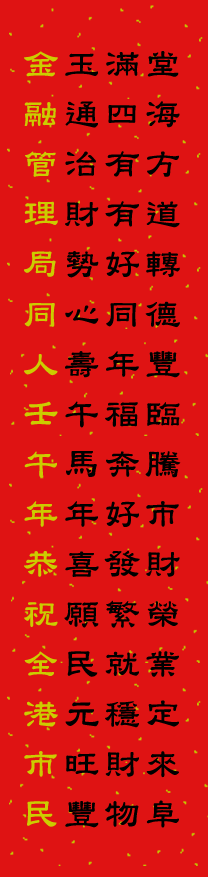 金玉滿堂
融通四海
管治有方
理財有道
局勢好轉
同心同德
人壽年豐
壬午福臨
午馬奔騰
年年好市
恭喜發財
祝願繁榮
全民就業
港元穩定
市旺財來
民豐物阜